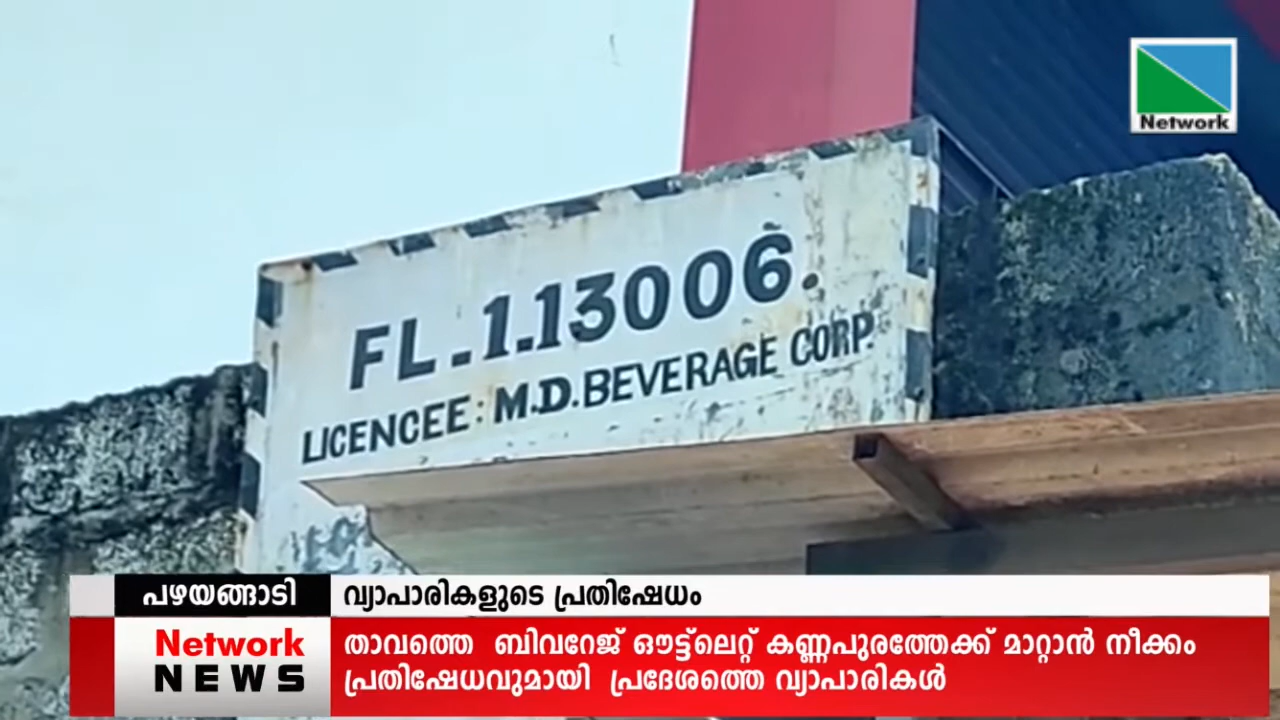 Network
FL-1.13006.
LICENCEE: M.D.BEVERAGE CORP.
പഴയങ്ങാടി
വ്യാപാരികളുടെ പ്രതിഷേധം
Network
NEWS
താവത്തെ ബിവറേജ് ഔട്ട്ലെറ്റ് കണ്ണപുരത്തേക്ക് മാറ്റാൻ നീക്കം
പ്രതിഷേധവുമായി പ്രദേശത്തെ വ്യാപാരികൾ